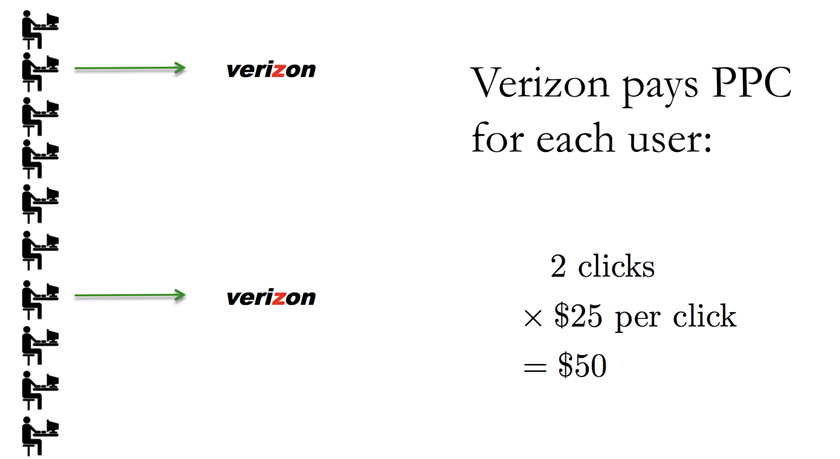 verizon
Verizon pays PPC
for each user:
2 clicks
verizon
× $25 per click
= $50